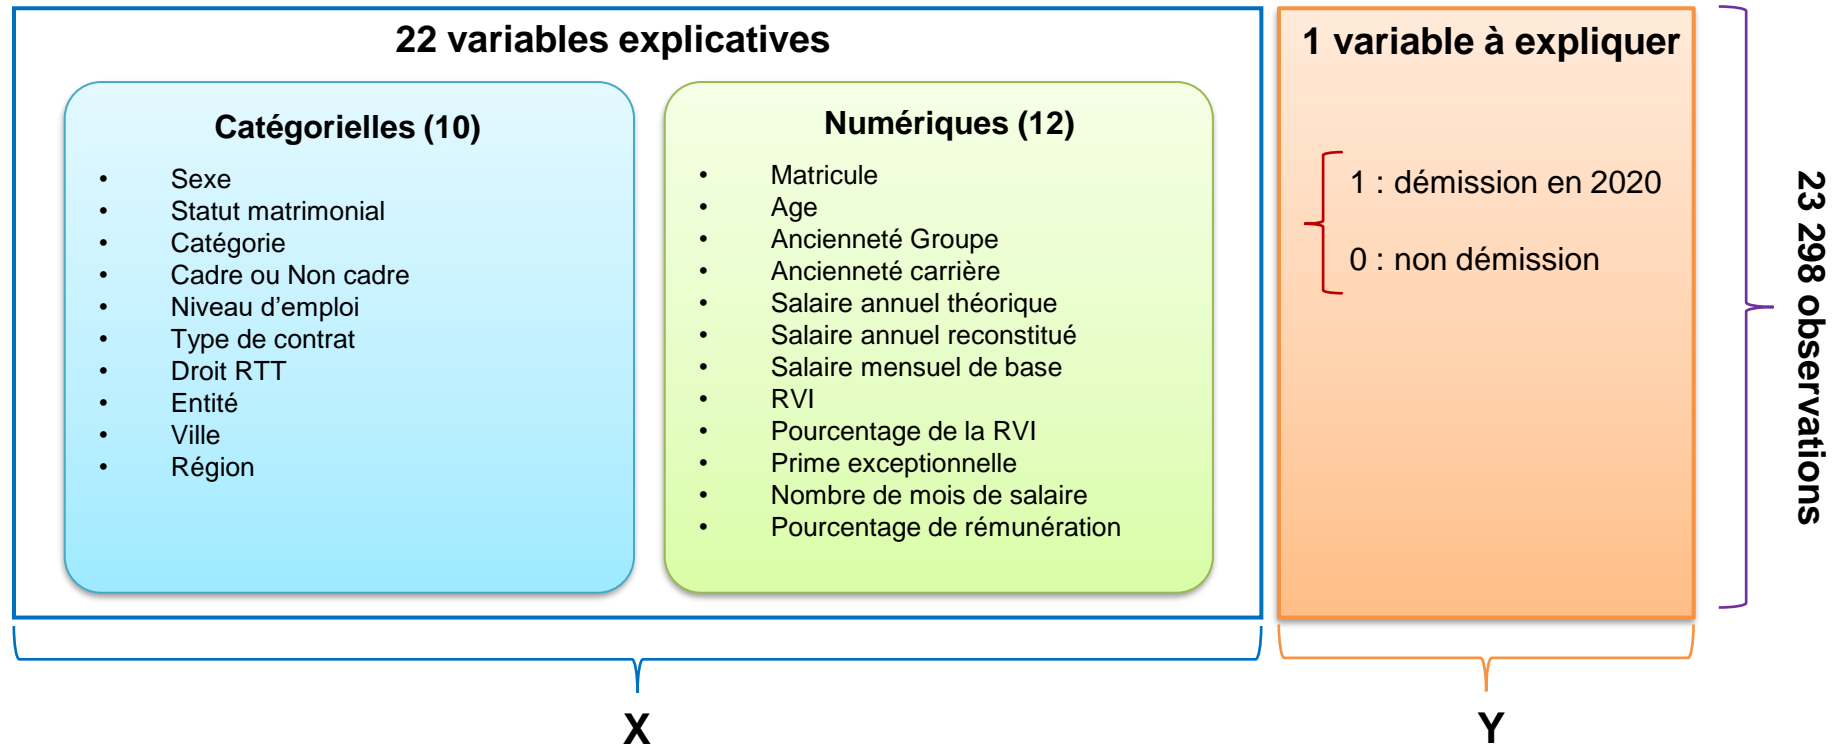 22 variables explicatives
Catégorielles (10)
• Sexe
• Statut matrimonial
• Catégorie
• Cadre ou Non cadre
• Niveau d'emploi
• Type de contrat
• Droit RTT
• Entité
• Ville
• Région
Numériques (12)
• Matricule
• Age
• Ancienneté Groupe
• Ancienneté carrière
• Salaire annuel théorique
• Salaire annuel reconstitué
• Salaire mensuel de base
• RVI
• Pourcentage de la RVI
• Prime exceptionnelle
• Nombre de mois de salaire
• Pourcentage de rémunération
1 variable à expliquer
1 : démission en 2020
0 : non démission
23 298 observations
X
Y